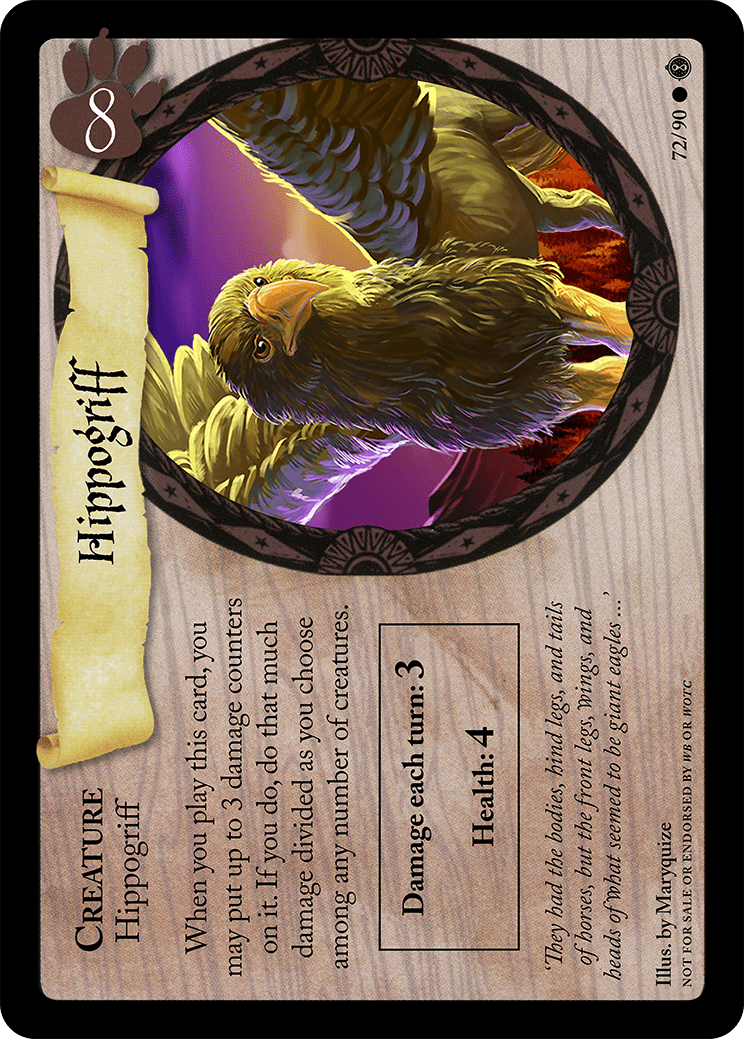 8
Hippogriff
CREATURE
Hippogriff
When you play this card, you
may put up to 3 damage counters
on it. If you do, do that much
damage divided as you choose
among any number of creatures.
Damage each turn: 3
Health: 4
‘They had the bodies, hind legs, and tails
of horses, but the front legs, wings, and
heads of what seemed to be giant eagles ...’
Illus. by Maryquize
NOT FOR SALE OR ENDORSED BY WB OR WOTC
72/90